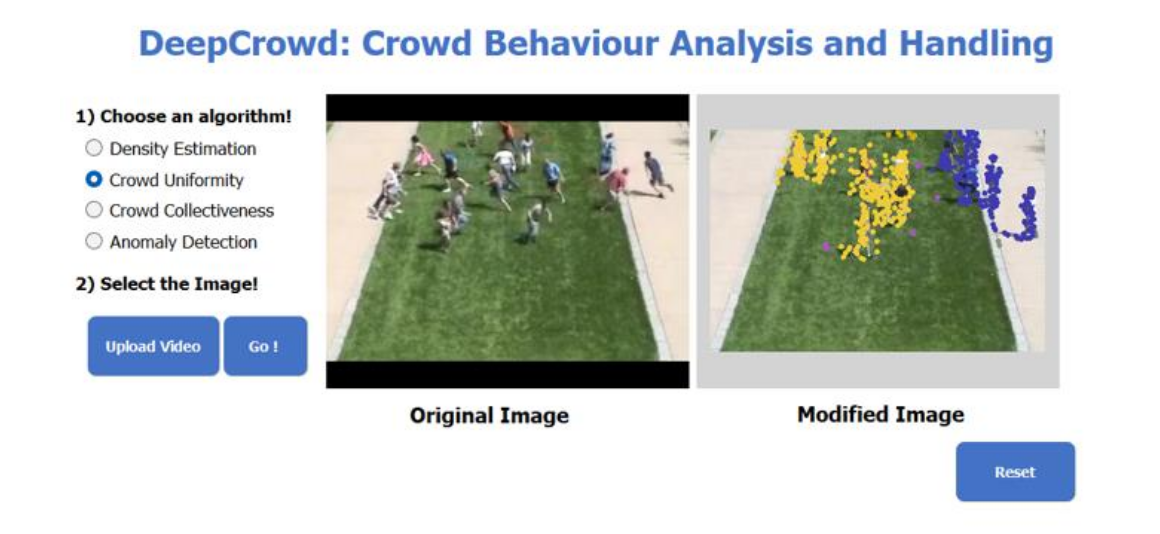 DeepCrowd: Crowd Behaviour Analysis and Handling
1) Choose an algorithm!
Density Estimation
Crowd Uniformity
Crowd Collectiveness
Anomaly Detection
2) Select the Image!
Upload Video
Go !
Original Image
Modified Image
Reset